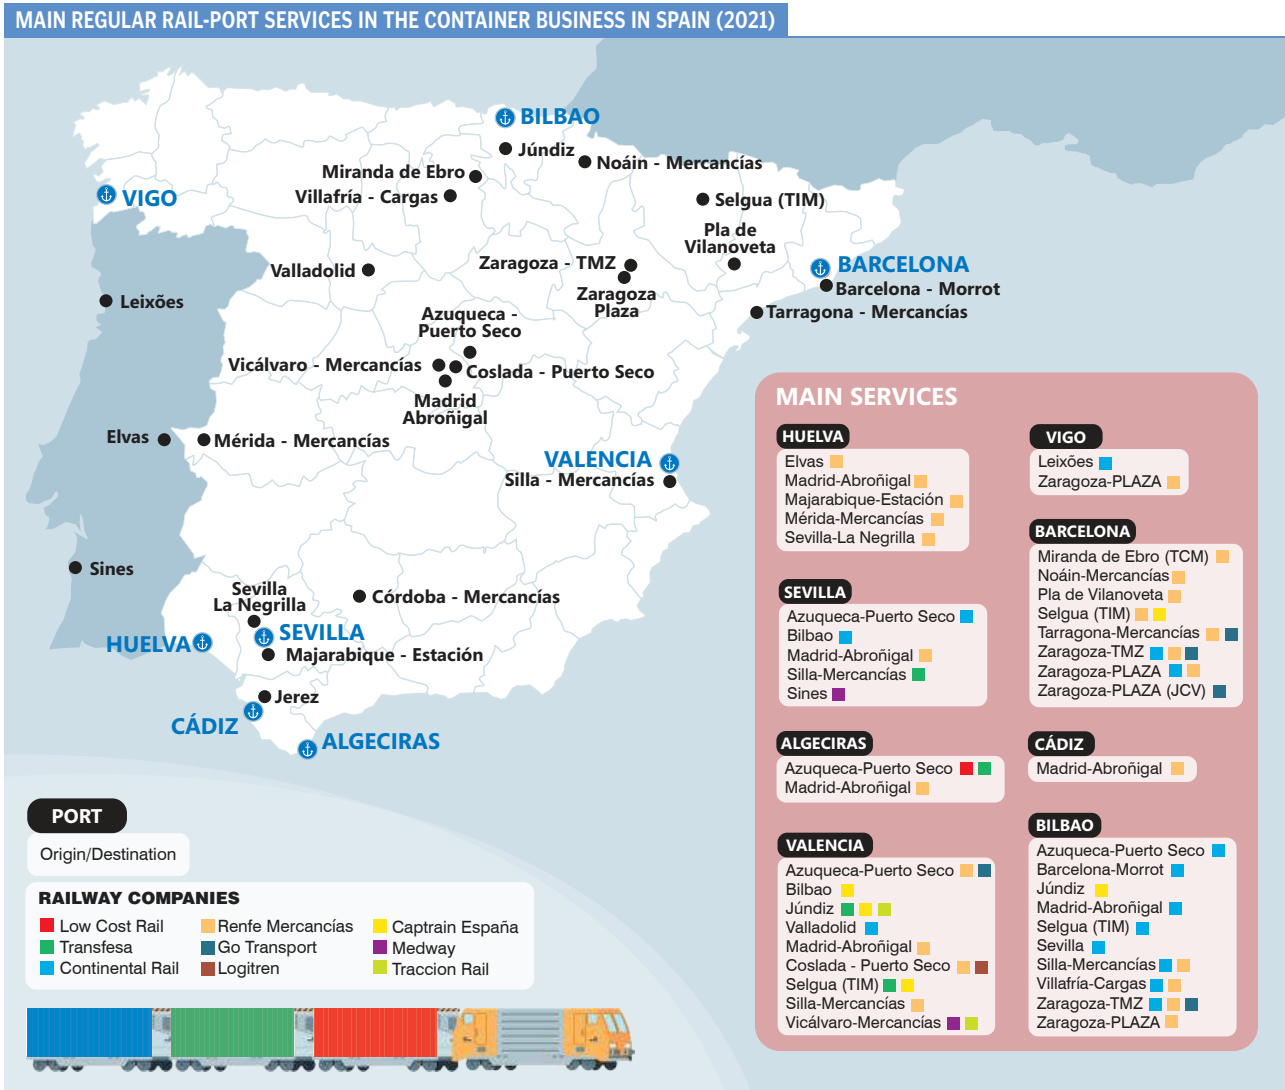 MAIN REGULAR RAIL-PORT SERVICES IN THE CONTAINER BUSINESS IN SPAIN (2021)
BILBAO
Júndiz
Noáin - Mercancías
Miranda de Ebro
Villafría - Cargas
VIGO
Selgua (TIM)
Pla de
Vilanoveta
Zaragoza - TMZ
Zaragoza
Plaza
BARCELONA
Barcelona - Morrot
Tarragona - Mercancías
Valladolid
Leixões
Azuqueca -
Puerto Seco
Vicálvaro - Mercancías
Coslada - Puerto Seco
Madrid
Abroñigal
Elvas
Mérida - Mercancías
VALENCIA
Silla - Mercancías
Sines
Sevilla
La Negrilla
Córdoba - Mercancías
HUELVA
SEVILLA
Majarabique - Estación
Jerez
CÁDIZ
ALGECIRAS
PORT
Origin/Destination
RAILWAY COMPANIES
Low Cost Rail
Transfesa
Continental Rail
Renfe Mercancías
Go Transport
Logitren
Captrain España
Medway
Traccion Rail
MAIN SERVICES
HUELVA
Elvas
Madrid-Abroñigal
Majarabique-Estación
Mérida-Mercancías
Sevilla-La Negrilla
SEVILLA
Azuqueca-Puerto Seco
Bilbao
Madrid-Abroñigal
Silla-Mercancías
Sines
ALGECIRAS
Azuqueca-Puerto Seco
Madrid-Abroñigal
VALENCIA
Azuqueca-Puerto Seco
Bilbao
Júndiz
Valladolid
Madrid-Abroñigal
Coslada - Puerto Seco
Selgua (TIM)
Silla-Mercancías
Vicálvaro-Mercancías
VIGO
Leixões
Zaragoza-PLAZA
BARCELONA
Miranda de Ebro (TCM)
Noáin-Mercancías
Pla de Vilanoveta
Selgua (TIM)
Tarragona-Mercancías
Zaragoza-TMZ
Zaragoza-PLAZA
Zaragoza-PLAZA (JCV)
CÁDIZ
Madrid-Abroñigal
BILBAO
Azuqueca-Puerto Seco
Barcelona-Morrot
Júndiz
Madrid-Abroñigal
Selgua (TIM)
Sevilla
Silla-Mercancías
Villafría-Cargas
Zaragoza-TMZ
Zaragoza-PLAZA